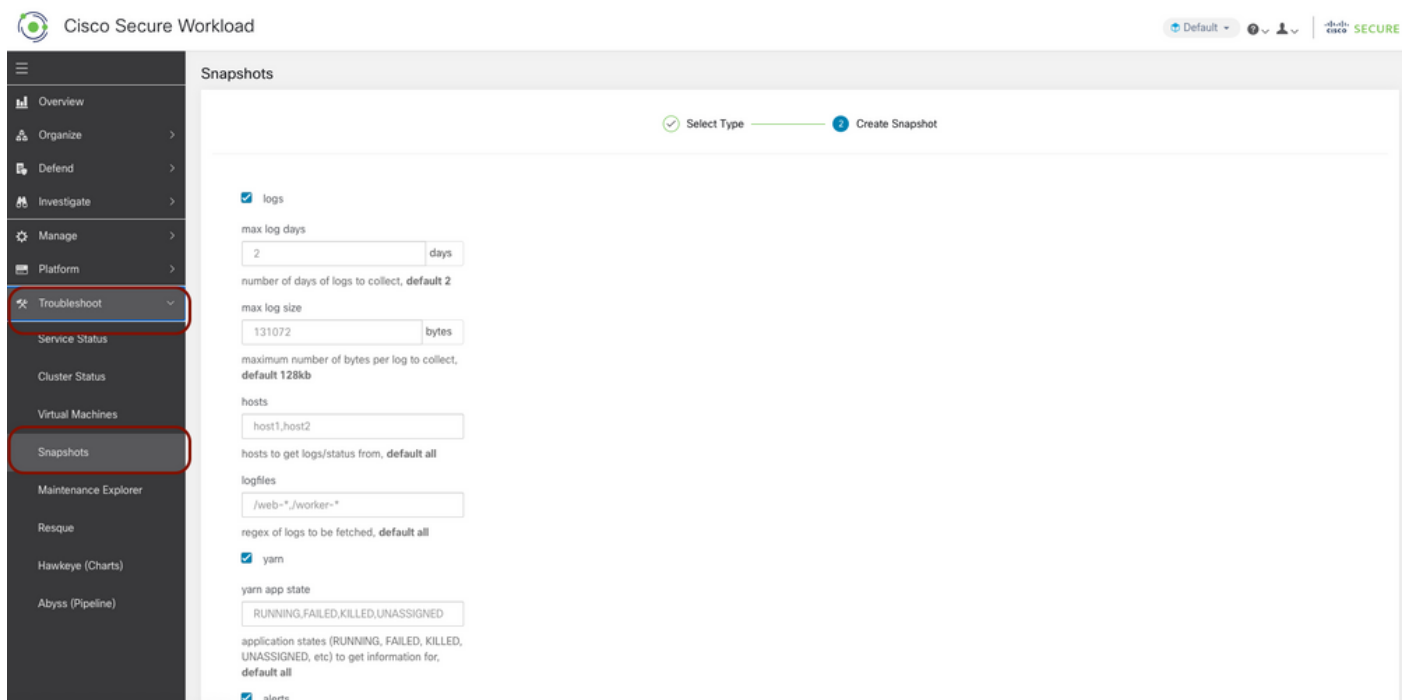 Cisco Secure Workload
Default
cisco SECURE
Overview
Organize
Defend
Investigate
Manage
Platform
Troubleshoot
Service Status
Cluster Status
Virtual Machines
Snapshots
Maintenance Explorer
Resque
Hawkeye (Charts)
Abyss (Pipeline)
Snapshots
Select Type
2 Create Snapshot
logs
max log days
2 days
number of days of logs to collect, default 2
max log size
131072 bytes
maximum number of bytes per log to collect,
default 128kb
hosts
host1,host2
hosts to get logs/status from, default all
logfiles
/web-*,/worker-*
regex of logs to be fetched, default all
yarn
yarn app state
RUNNING,FAILED,KILLED,UNASSIGNED
application states (RUNNING, FAILED, KILLED,
UNASSIGNED, etc) to get information for,
default all
alerts